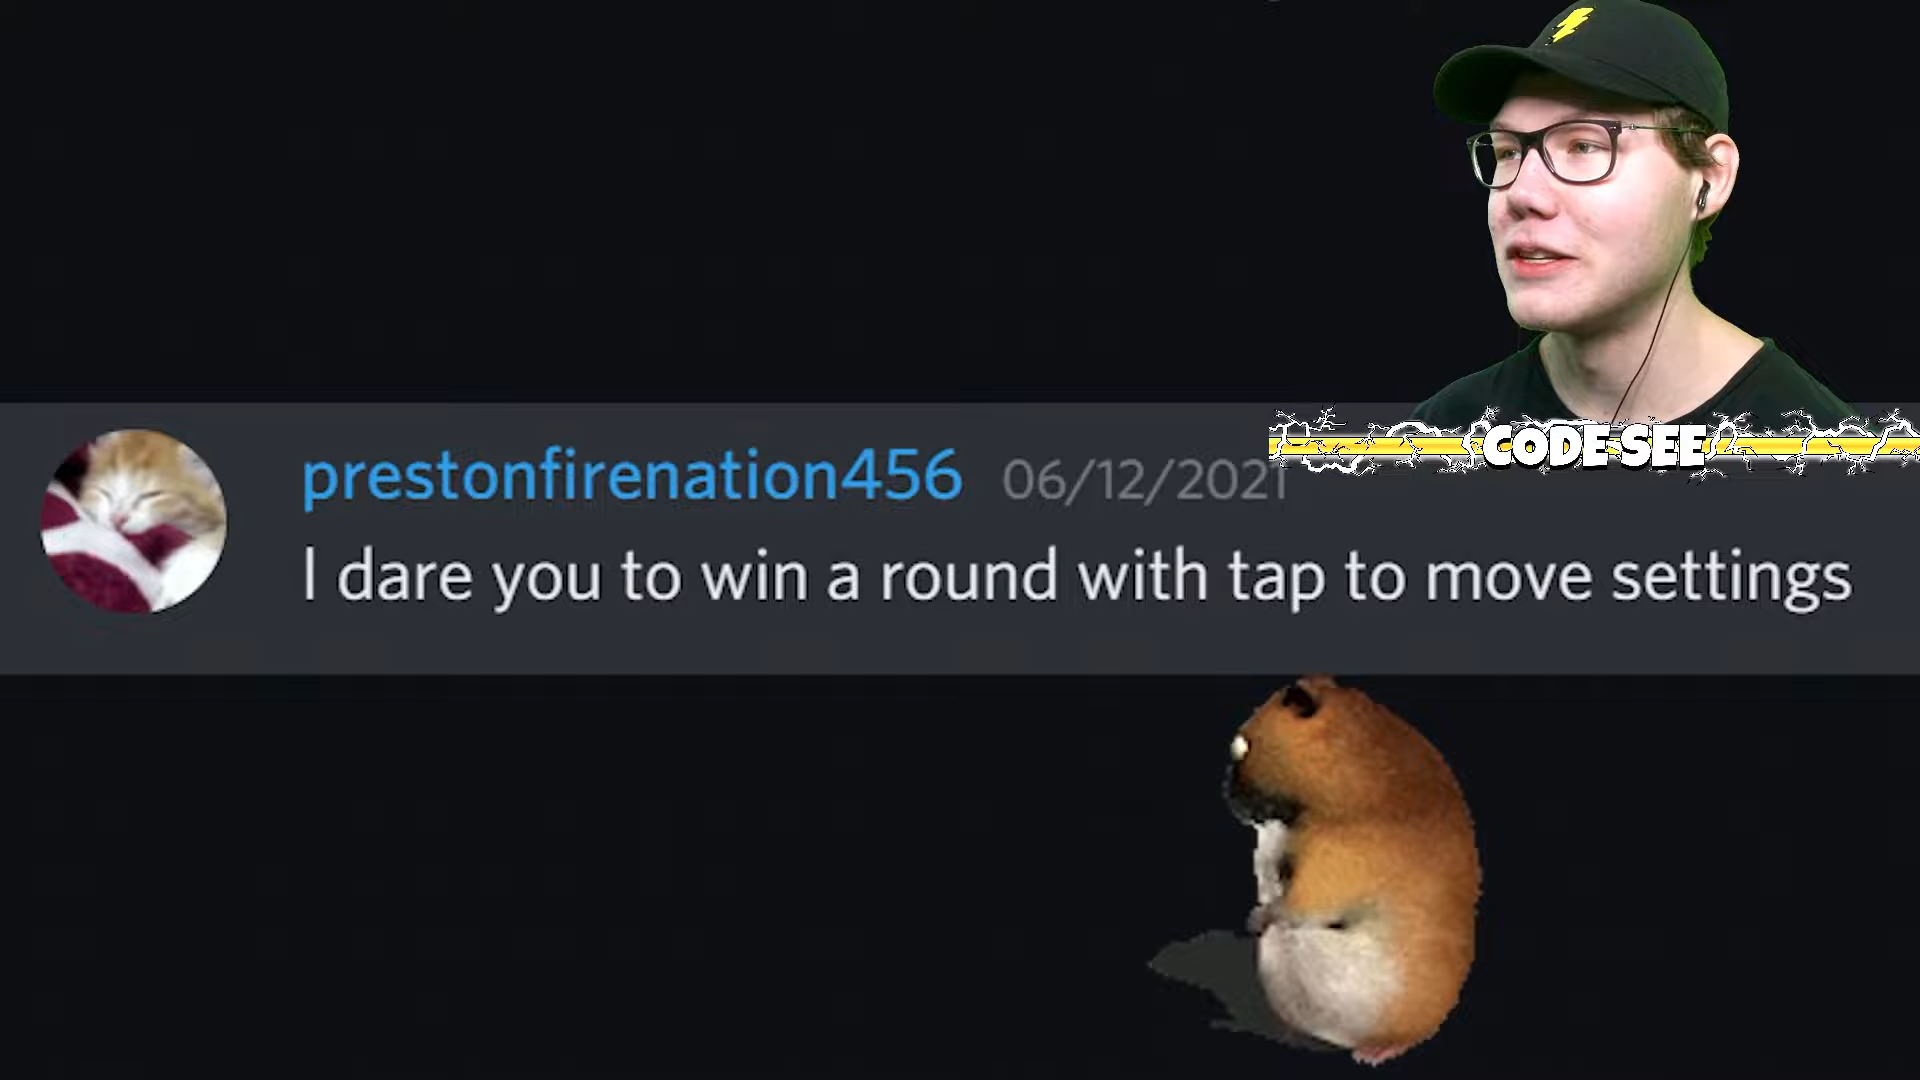 CODE SEE
prestonfirenation456 06/12/2021
I dare you to win a round with tap to move settings